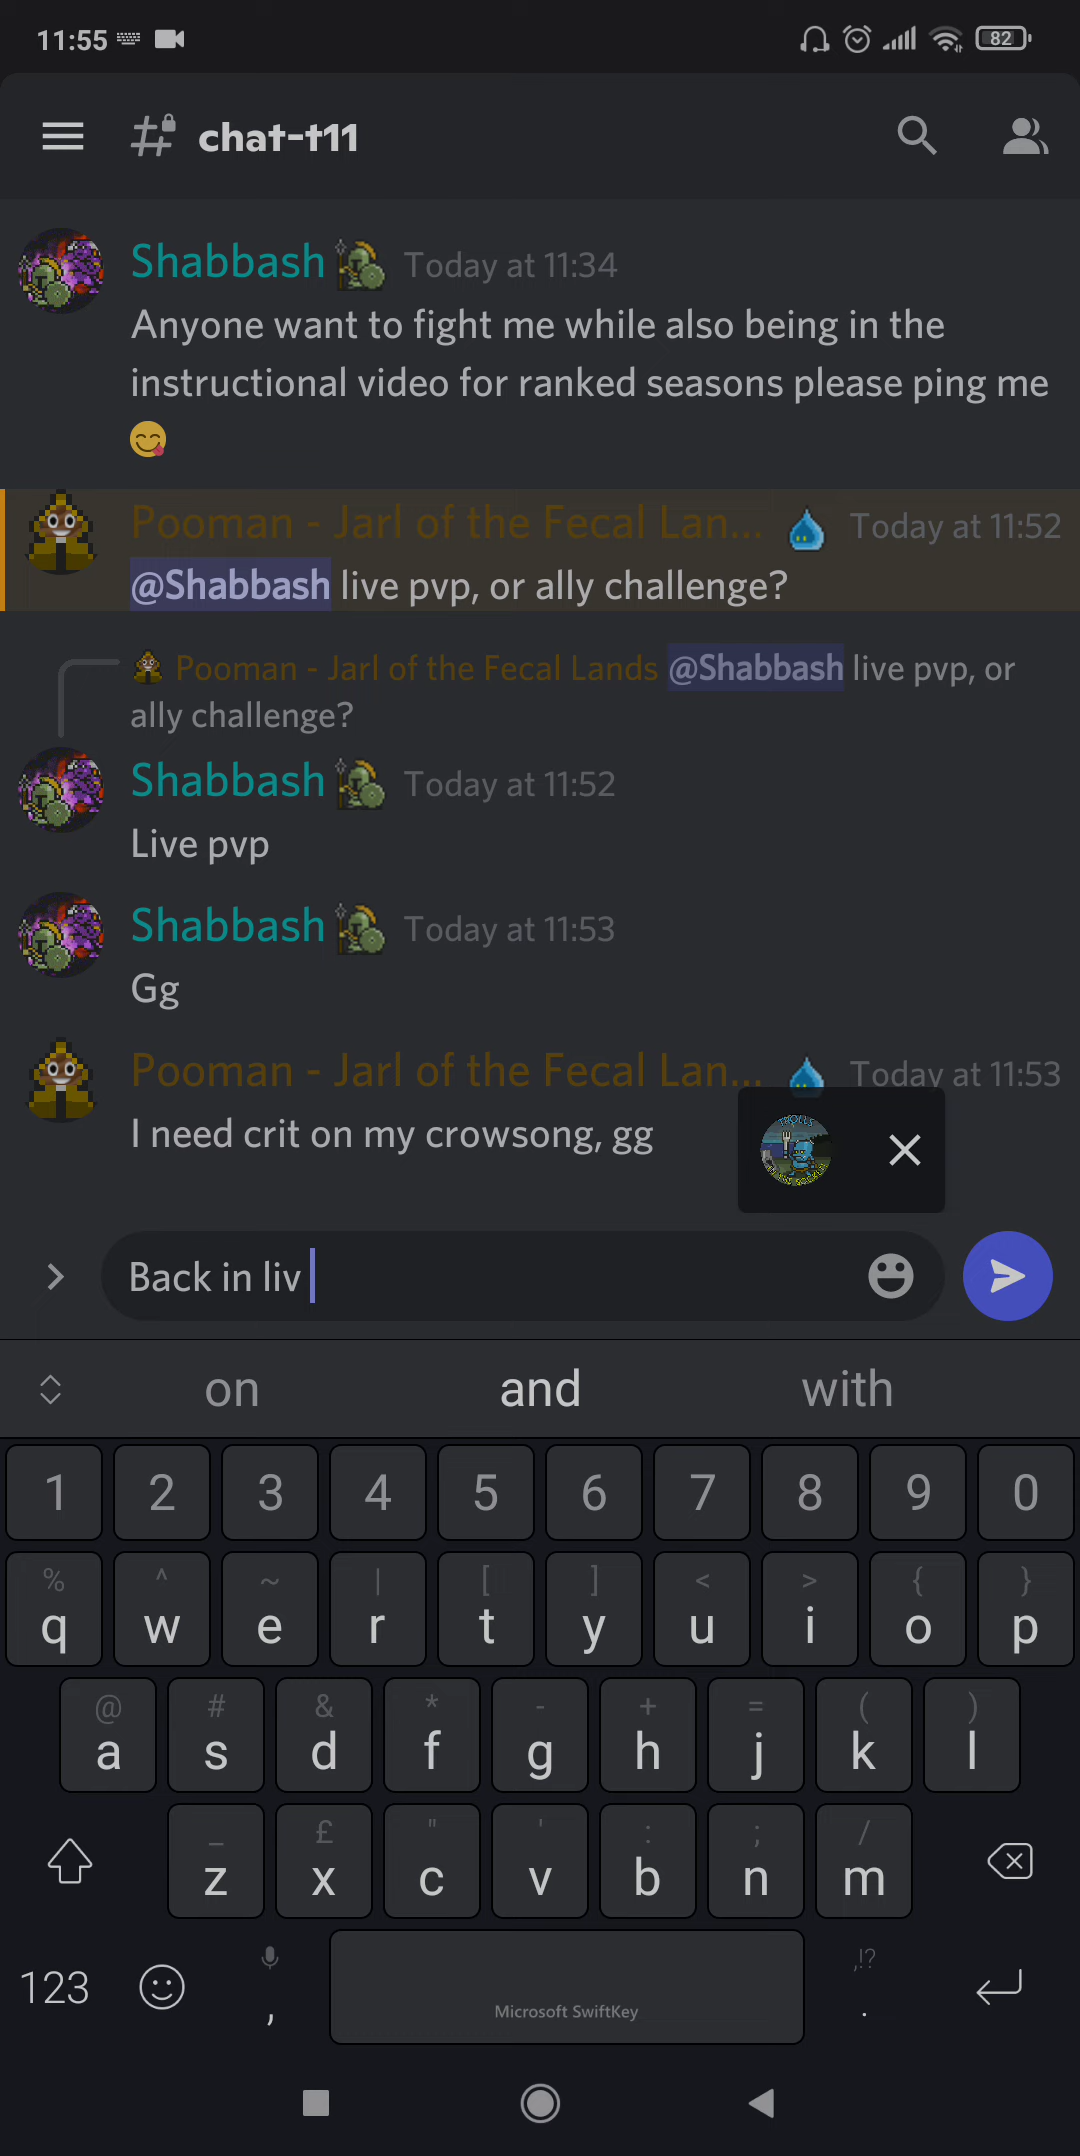 11:55
82
chat-t11
Shabbash Today at 11:34
Anyone want to fight me while also being in the
instructional video for ranked seasons please ping me
😋
Pooman - Jarl of the Fecal Lan... Today at 11:52
@Shabbash live pvp, or ally challenge?
Pooman - Jarl of the Fecal Lands @Shabbash live pvp, or
ally challenge?
Shabbash Today at 11:52
Live pvp
Shabbash Today at 11:53
Gg
Pooman - Jarl of the Fecal Lan... Today at 11:53
I need crit on my crowsong, gg
TROLLS
Back in liv
on and with
1 2 3 4 5 6 7 8 9 0
% ^ ~ | [ ] < > { }
q w e r t y u i o p
@ # & * - + = ( )
a s d f g h j k l
_ £ " ' : ; /
z x c v b n m
,!?
123 , Microsoft SwiftKey .